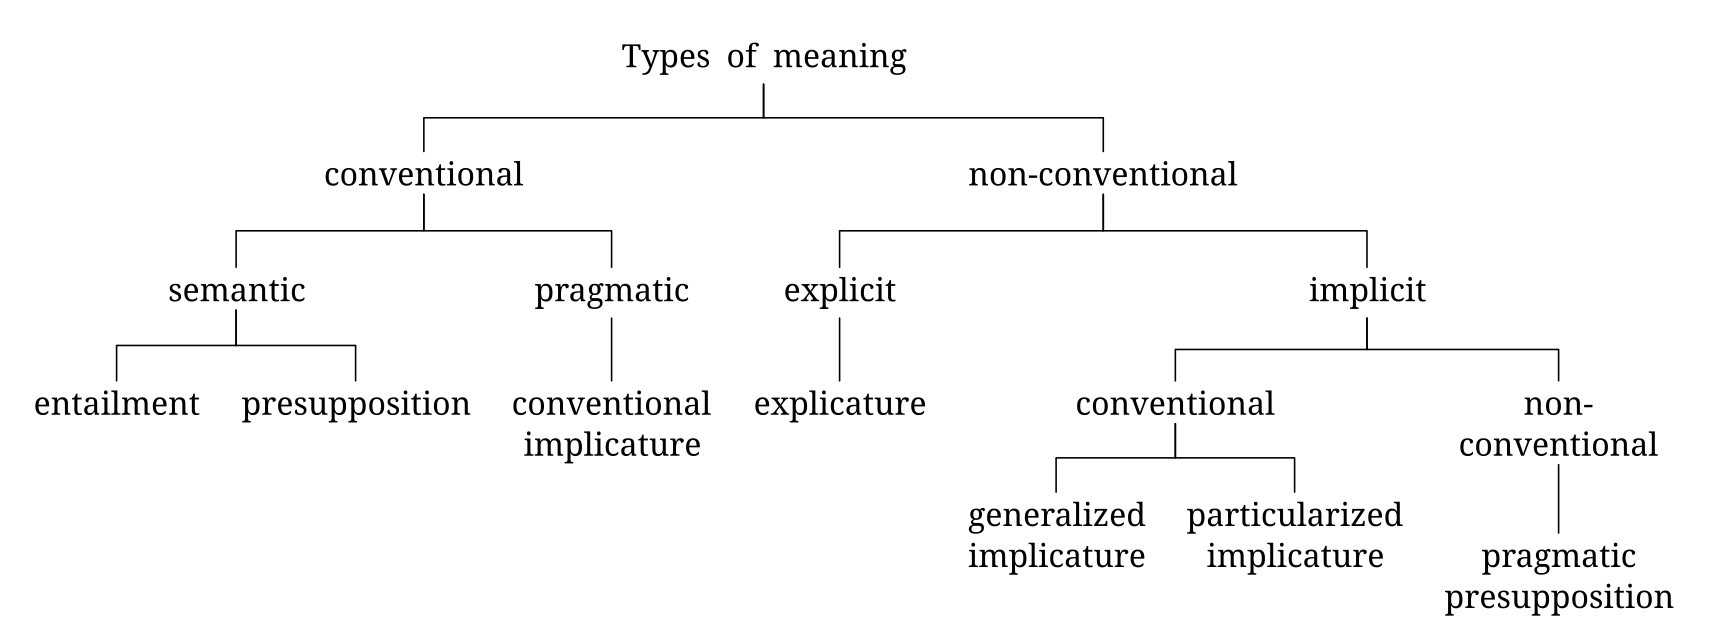 Types of meaning
conventional
non-conventional
semantic
pragmatic
explicit
implicit
entailment
presupposition
conventional
implicature
explicature
conventional
non-
conventional
generalized
implicature
particularized
implicature
pragmatic
presupposition